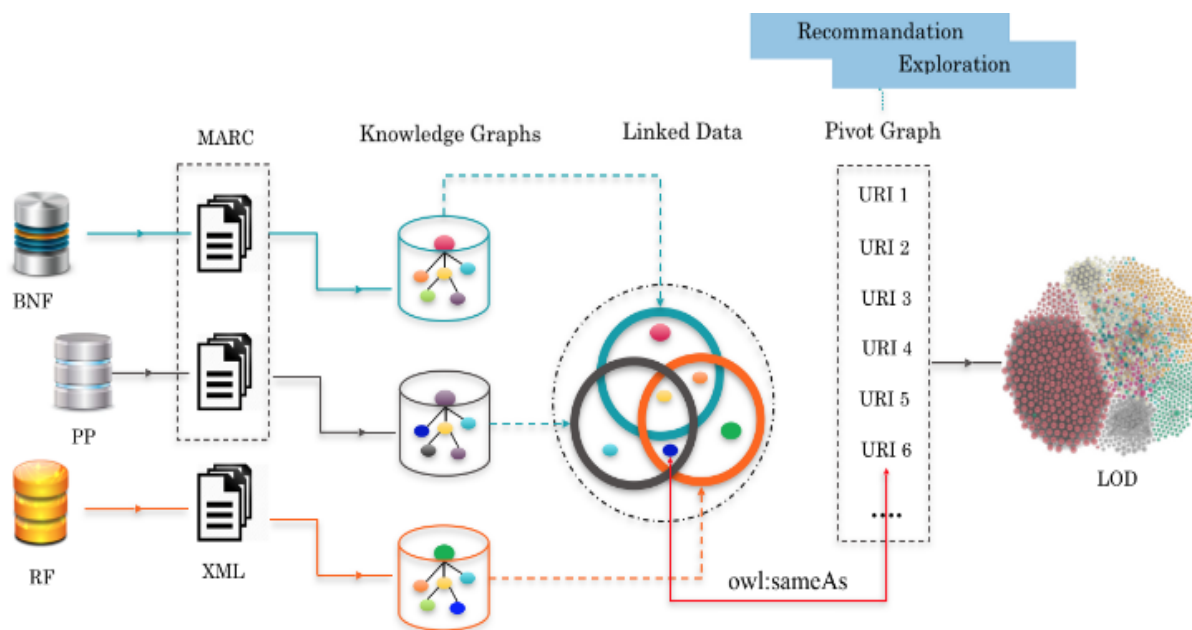 Recommandation
Exploration
MARC
Knowledge Graphs
Linked Data
Pivot Graph
BNF
PP
RF
XML
URI 1
URI 2
URI 3
URI 4
URI 5
URI 6
....
LOD
owl:sameAs